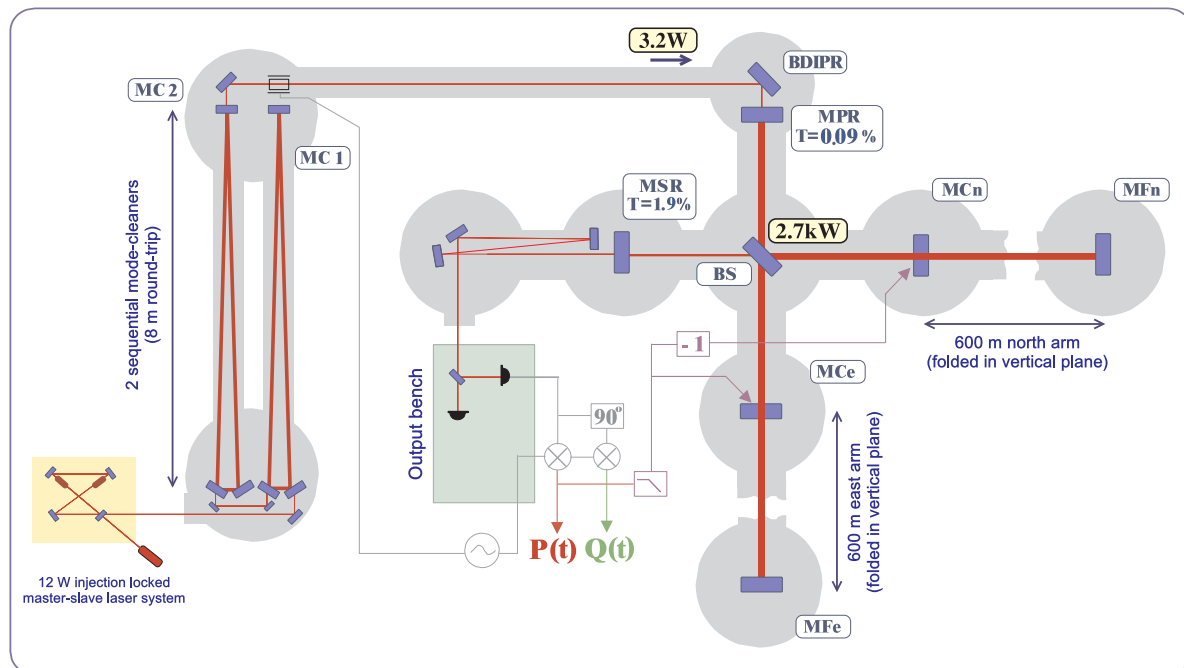 3.2W
BDIPR
MC 2
MPR
T=0.09 %
MC 1
MSR
T=1.9%
MCn
MFn
2.7kW
BS
2 sequential mode-cleaners
(8 m round-trip)
600 m north arm
(folded in vertical plane)
- 1
MCe
Output bench
90°
600 m east arm
(folded in vertical plane)
P(t)
Q(t)
12 W injection locked
master-slave laser system
MFe